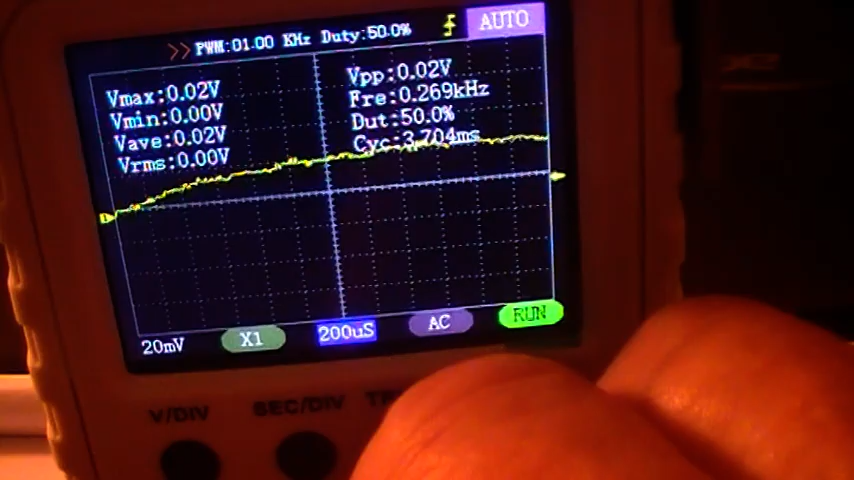 >> PWM:01.00 KHz Duty:50.0% AUTO
Vmax:0.02V Vpp:0.02V
Vmin:0.00V Fre:0.269kHz
Vave:0.02V Dut:50.0%
Vrms:0.00V Cyc:3.704ms
1
20mV X1 200uS AC RUN
V/DIV SEC/DIV